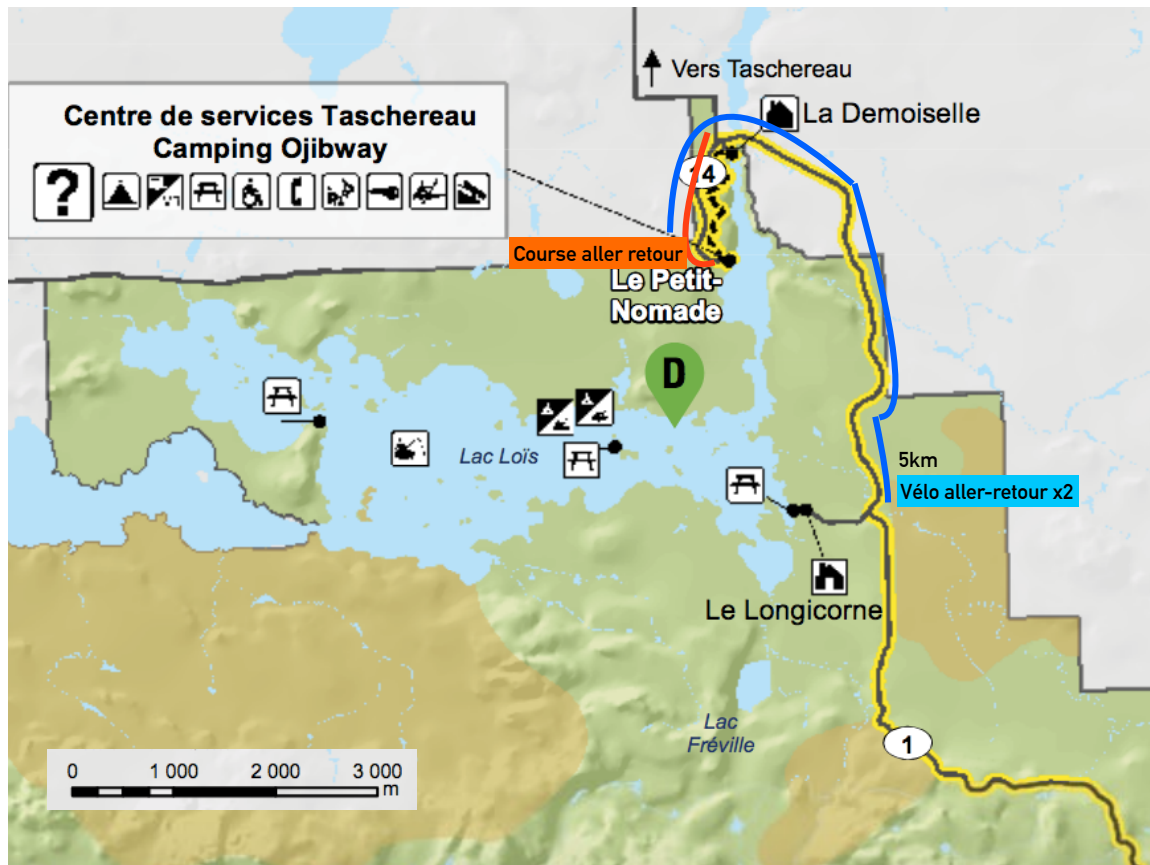 Vers Taschereau
Centre de services Taschereau
Camping Ojibway
?
La Demoiselle
14
Course aller retour
Le Petit-
Nomade
D
Lac Loïs
5km
Vélo aller-retour x2
Le Longicorne
Lac
Fréville
1
0 1 000 2 000 3 000
m